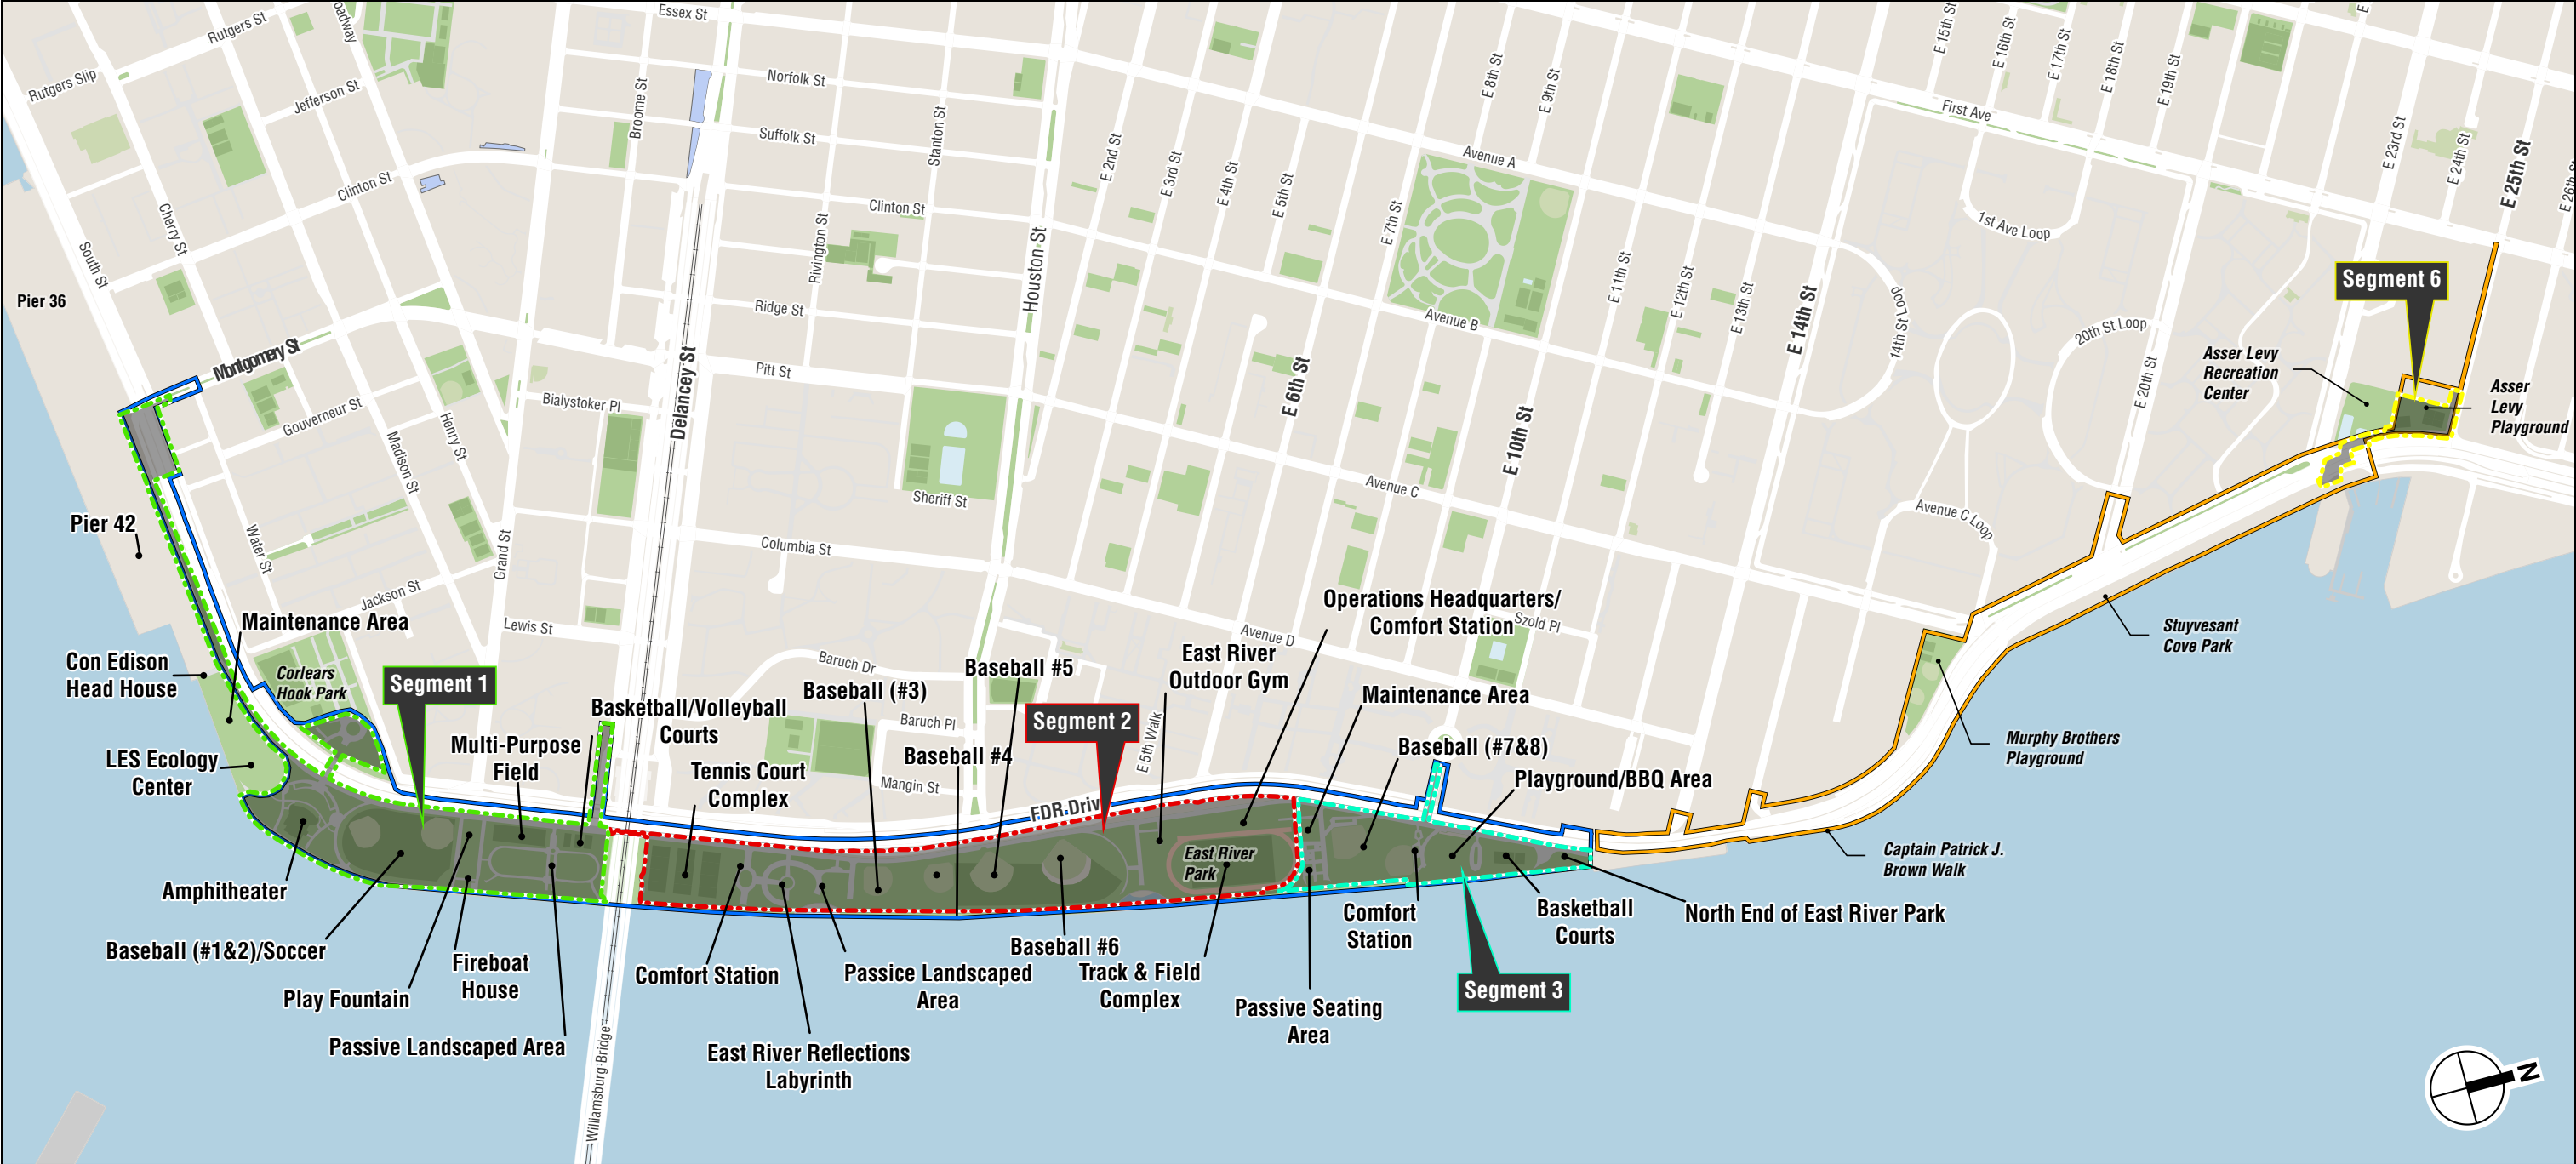 Essex St
Rutgers St
Rutgers Slip
Jefferson St
Broome St
Norfolk St
Suffolk St
Stanton St
Clinton St
Clinton St
Rivington St
Ridge St
Houston St
E 2nd St
E 3rd St
E 4th St
E 5th St
E 7th St
E 8th St
E 9th St
Avenue A
Avenue B
E 11th St
E 12th St
E 13th St
E 14th St
14th St Loop
First Ave
1st Ave Loop
E 15th St
E 16th St
E 17th St
E 18th St
E 19th St
20th St Loop
E 20th St
E 23rd St
E 24th St
E 25th St
E 26th St
Segment 6
Asser Levy
Recreation
Center
Asser
Levy
Playground
Cherry St
South St
Pier 36
Montgomery St
Gouverneur St
Madison St
Henry St
Bialystoker Pl
Delancey St
Pitt St
Sheriff St
E 6th St
E 10th St
Avenue C
Avenue C Loop
Pier 42
Water St
Grand St
Jackson St
Columbia St
Lewis St
Avenue D
Szold Pl
Baruch Dr
Baruch Pl
Mangin St
E 5th Walk
FDR Driv
Maintenance Area
Con Edison
Head House
Corlears
Hook Park
Segment 1
LES Ecology
Center
Multi-Purpose
Field
Basketball/Volleyball
Courts
Tennis Court
Complex
Baseball (#3)
Baseball #5
Baseball #4
Segment 2
East River
Outdoor Gym
Operations Headquarters/
Comfort Station
Maintenance Area
Baseball (#7&8)
Playground/BBQ Area
Stuyvesant
Cove Park
Murphy Brothers
Playground
Captain Patrick J.
Brown Walk
East River
Park
Amphitheater
Baseball (#1&2)/Soccer
Play Fountain
Fireboat
House
Passive Landscaped Area
Williamsburg Bridge
Comfort Station
East River Reflections
Labyrinth
Passice Landscaped
Area
Baseball #6
Track & Field
Complex
Passive Seating
Area
Comfort
Station
Segment 3
Basketball
Courts
North End of East River Park
N